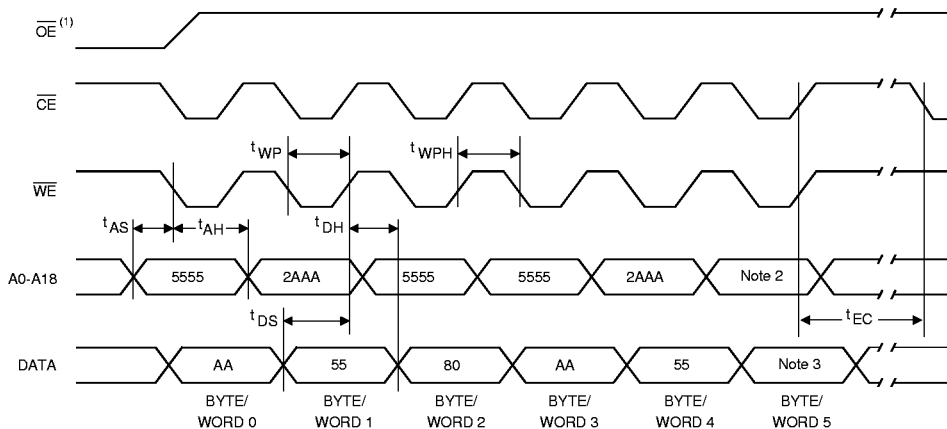 OE (1)
CE
t WP
t WPH
WE
t AS
t AH
t DH
A0-A18 5555 2AAA 5555 5555 2AAA Note 2
t DS
t EC
DATA AA 55 80 AA 55 Note 3
BYTE/ BYTE/ BYTE/ BYTE/ BYTE/ BYTE/
WORD 0 WORD 1 WORD 2 WORD 3 WORD 4 WORD 5